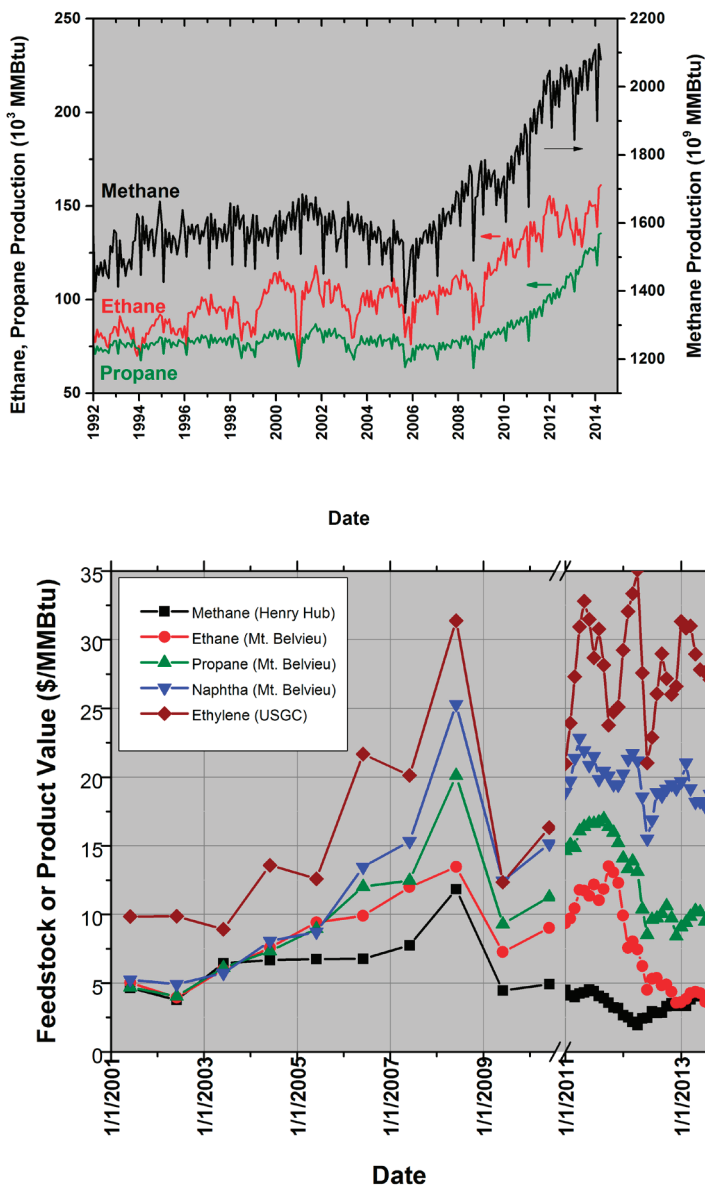 Ethane, Propane Production (10³ MMBtu)
250
200
150
100
50
Methane
Ethane
Propane
2200
2000
1800
1600
1400
1200
Methane Production (10⁹ MMBtu)
1992
1994
1996
1998
2000
2002
2004
2006
2008
2010
2012
2014
Date
Feedstock or Product Value ($/MMBtu)
35
30
25
20
15
10
5
0
Methane (Henry Hub)
Ethane (Mt. Belvieu)
Propane (Mt. Belvieu)
Naphtha (Mt. Belvieu)
Ethylene (USGC)
1/1/2001
1/1/2003
1/1/2005
1/1/2007
1/1/2009
1/1/2011
1/1/2013
Date